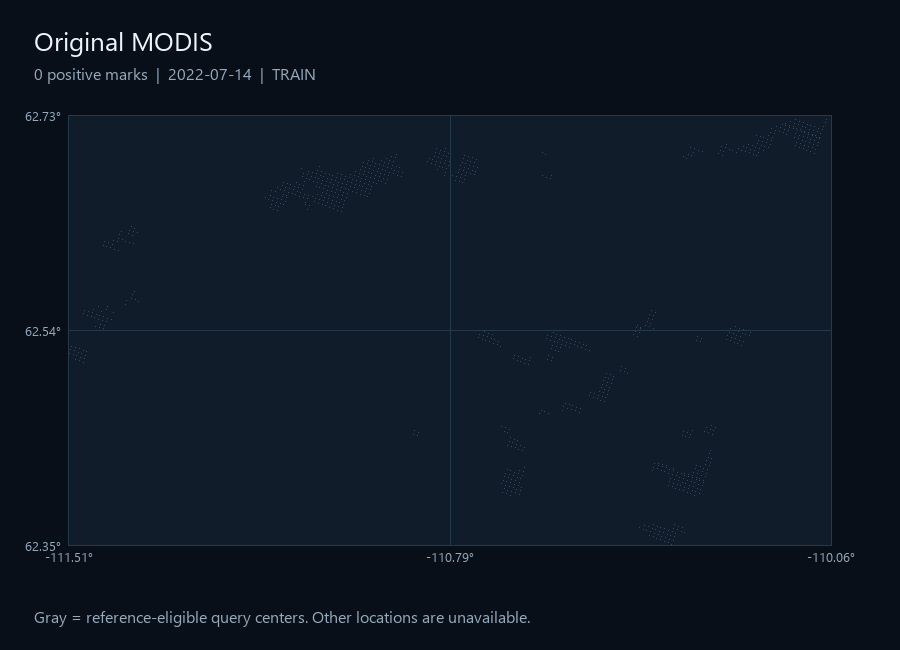 Original MODIS
0 positive marks | 2022-07-14 | TRAIN
62.73°
62.54°
62.35°
-111.51°
-110.79°
-110.06°
Gray = reference-eligible query centers. Other locations are unavailable.